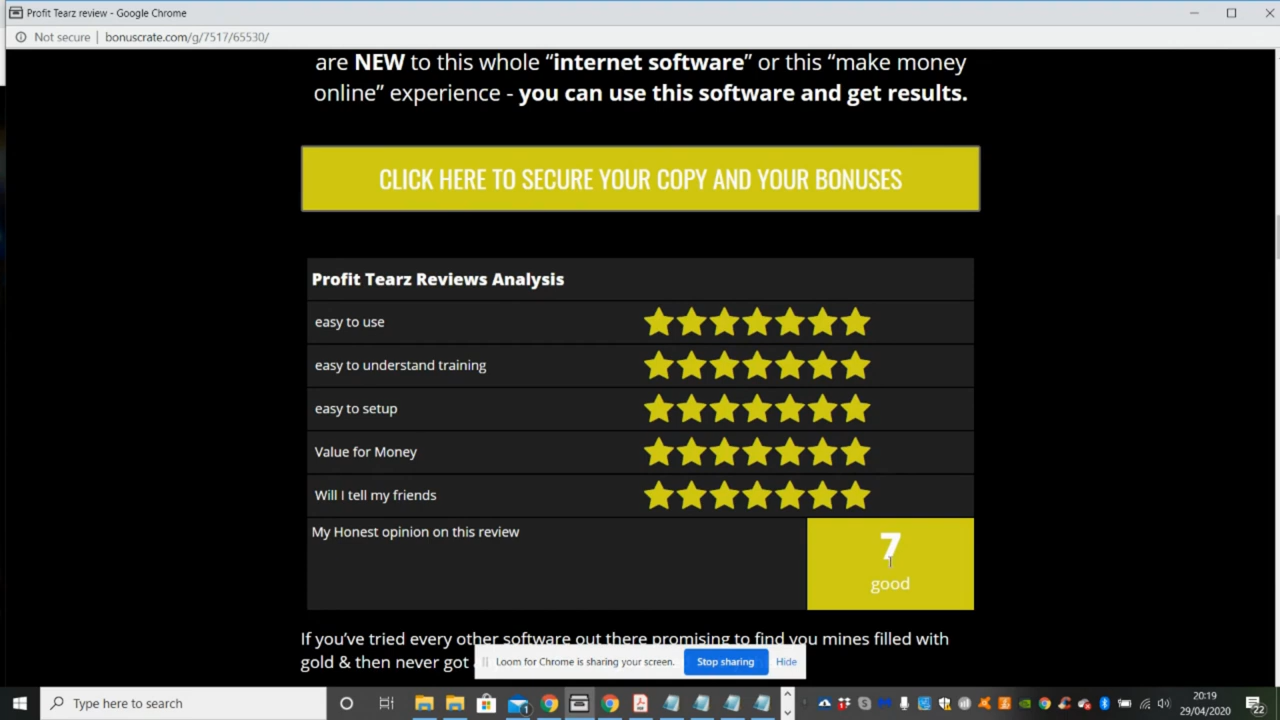 Profit Tearz review - Google Chrome
Not secure | bonuscrate.com/g/7517/65530/
are NEW to this whole “internet software” or this “make money
online” experience - you can use this software and get results.
CLICK HERE TO SECURE YOUR COPY AND YOUR BONUSES
Profit Tearz Reviews Analysis
easy to use
easy to understand training
easy to setup
Value for Money
Will I tell my friends
My Honest opinion on this review
7
good
If you’ve tried every other software out there promising to find you mines filled with
gold & then never got
Loom for Chrome is sharing your screen. Stop sharing Hide
Type here to search
1
20:19
29/04/2020
22